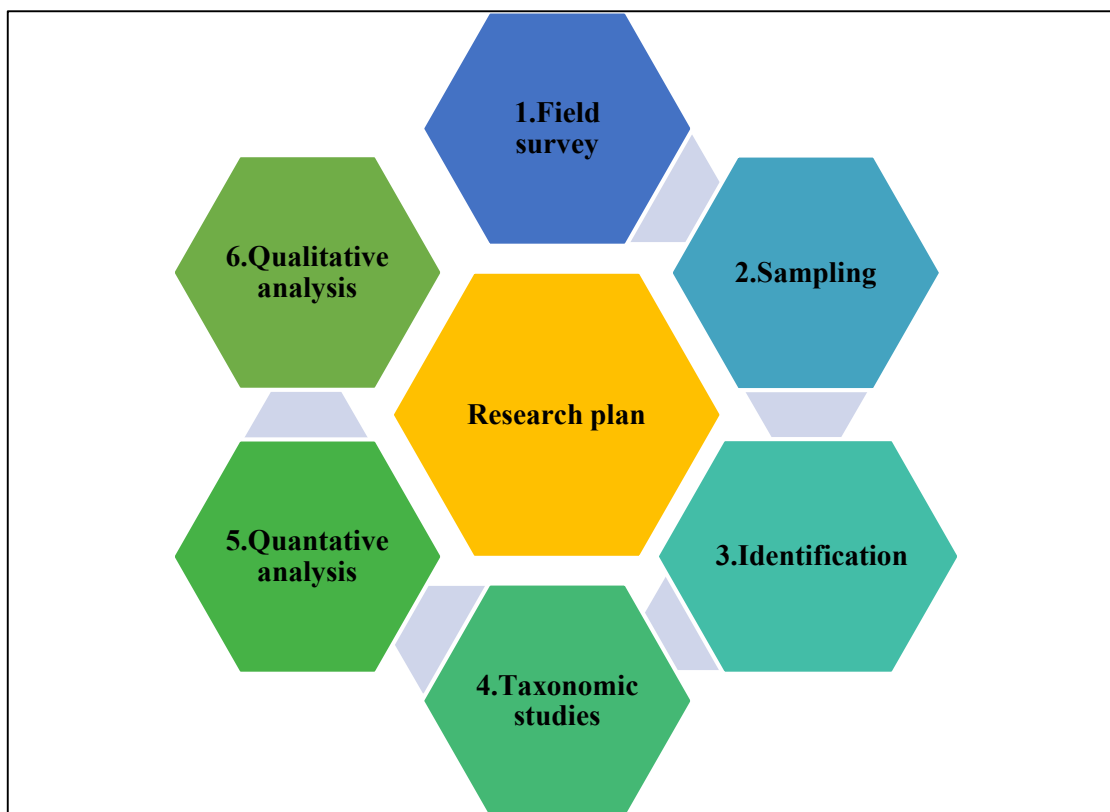 1.Field
survey
2.Sampling
3.Identification
4.Taxonomic
studies
5.Quantative
analysis
6.Qualitative
analysis
Research plan